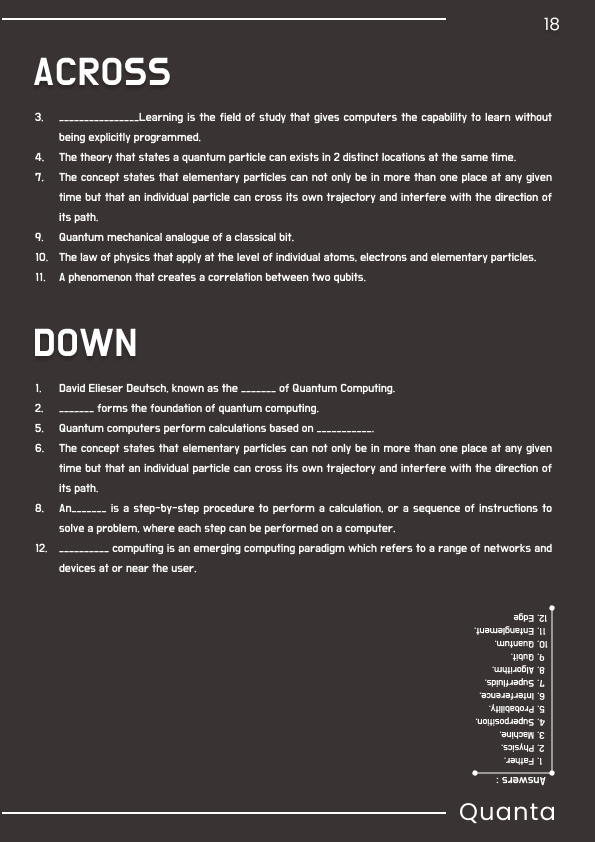 18
ACROSS
3. ________________Learning is the field of study that gives computers the capability to learn without
being explicitly programmed.
4. The theory that states a quantum particle can exists in 2 distinct locations at the same time.
7. The concept states that elementary particles can not only be in more than one place at any given
time but that an individual particle can cross its own trajectory and interfere with the direction of
its path.
9. Quantum mechanical analogue of a classical bit.
10. The law of physics that apply at the level of individual atoms, electrons and elementary particles.
11. A phenomenon that creates a correlation between two qubits.
DOWN
1. David Elieser Deutsch, known as the _______ of Quantum Computing.
2. _______ forms the foundation of quantum computing.
5. Quantum computers perform calculations based on ___________.
6. The concept states that elementary particles can not only be in more than one place at any given
time but that an individual particle can cross its own trajectory and interfere with the direction of
its path.
8. An_______ is a step-by-step procedure to perform a calculation, or a sequence of instructions to
solve a problem, where each step can be performed on a computer.
12. __________ computing is an emerging computing paradigm which refers to a range of networks and
devices at or near the user.
Answers :
1. Father.
2. Physics.
3. Machine.
4. Superposition.
5. Probability.
6. Interference.
7. Superfluids.
8. Algorithm.
9. Qubit.
10. Quantum.
11. Entanglement.
12. Edge
Quanta